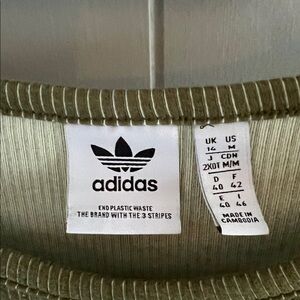 adidas
END PLASTIC WASTE
THE BRAND WITH THE 3 STRIPES
UK US
14 M
J CDN
2XOT M/M
D F
40 42
E I
40 46
MADE IN
CAMBODIA